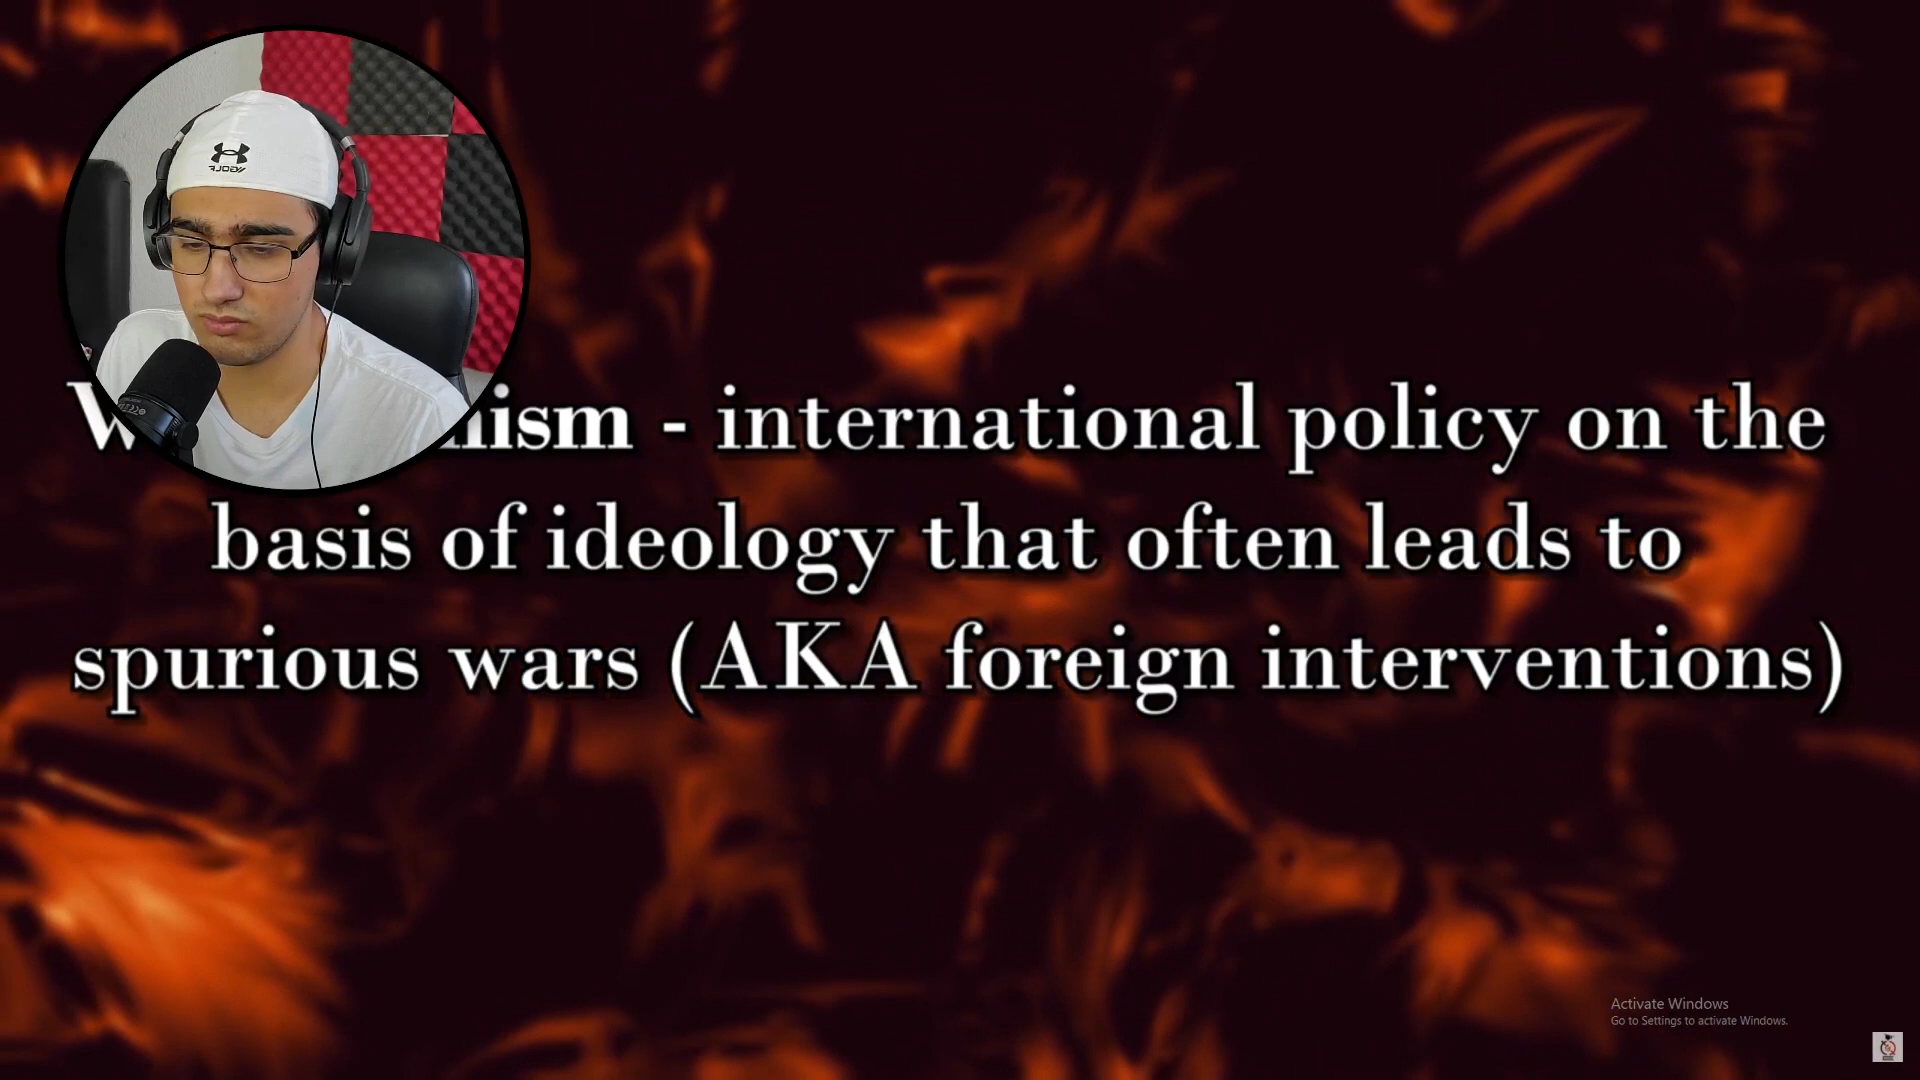 GOLF
- international policy on the
basis of ideology that often leads to
spurious wars (AKA foreign interventions)
Activate Windows
Go to Settings to activate Windows.